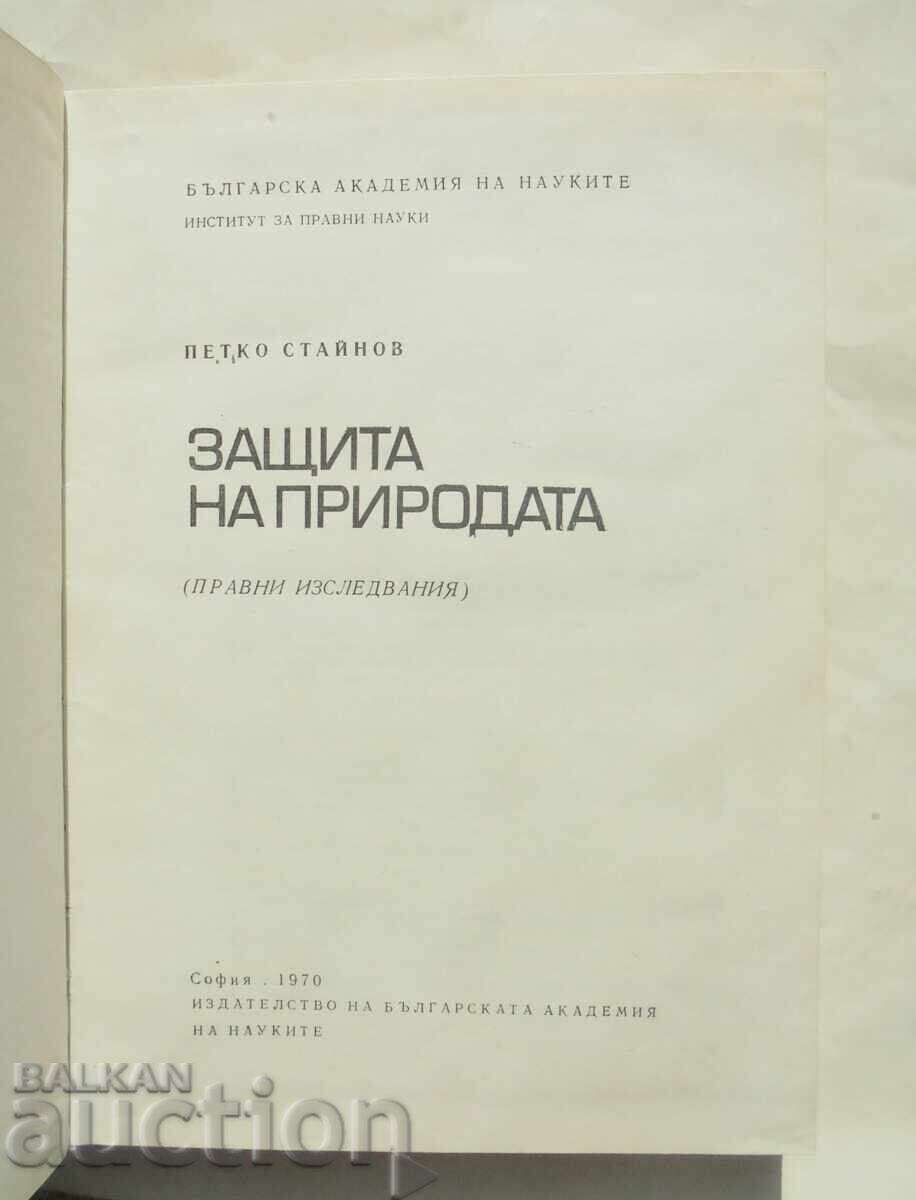 БЪЛГАРСКА АКАДЕМИЯ НА НАУКИТЕ
ИНСТИТУТ ЗА ПРАВНИ НАУКИ
ПЕТКО СТАЙНОВ
ЗАЩИТА
НА ПРИРОДАТА
(ПРАВНИ ИЗСЛЕДВАНИЯ)
София . 1970
ИЗДАТЕЛСТВО НА БЪЛГАРСКАТА АКАДЕМИЯ
НА НАУКИТЕ
BALKAN
auction